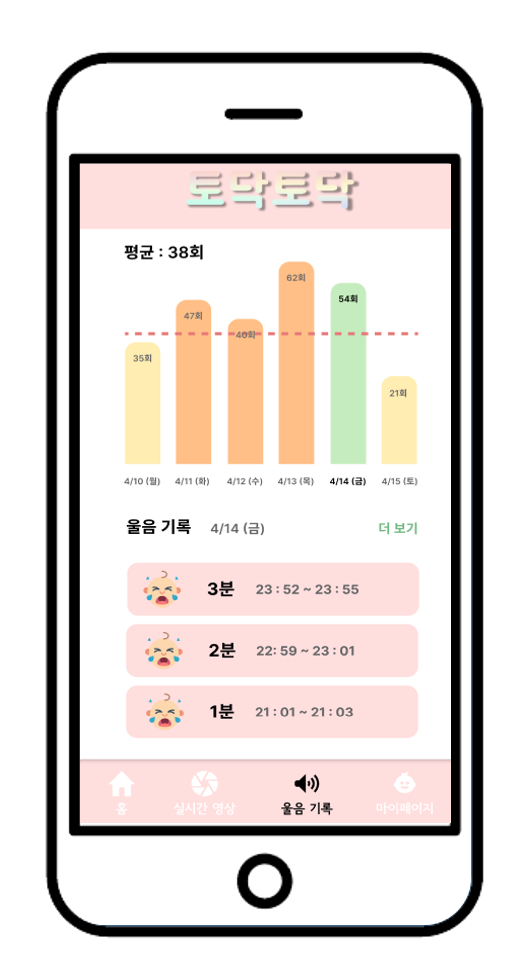 토닥토닥
평균 : 38회
62회
54회
47회
40회
35회
21회
4/10 (월) 4/11 (화) 4/12 (수) 4/13 (목) 4/14 (금) 4/15 (토)
울음 기록 4/14 (금) 더 보기
3분 23 : 52 ~ 23 : 55
2분 22: 59 ~ 23 : 01
1분 21 : 01 ~ 21 : 03
홈 실시간 영상 울음 기록 마이페이지